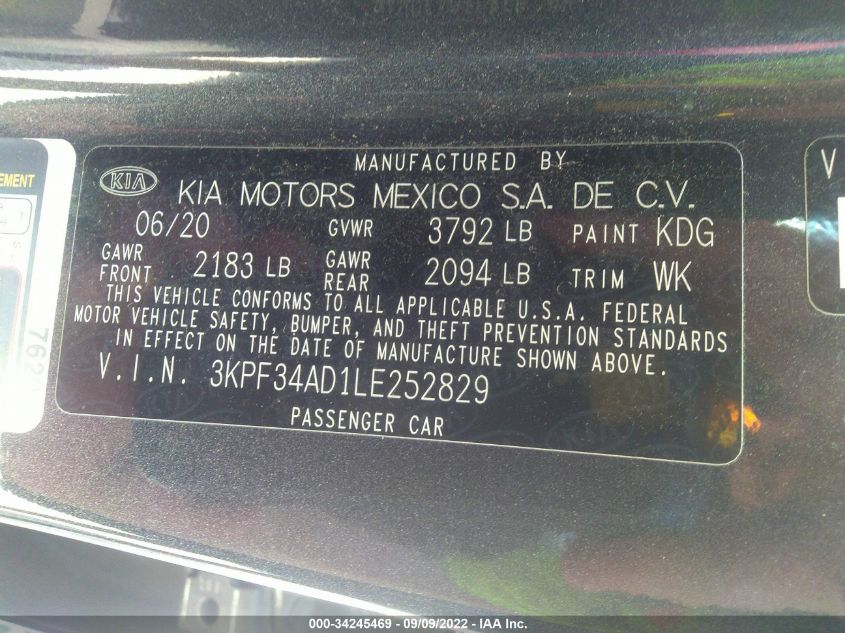 MANUFACTURED BY
KIA KIA MOTORS MEXICO S.A. DE C.V.
06/20 GVWR 3792 LB PAINT KDG
GAWR FRONT 2183 LB GAWR REAR 2094 LB TRIM WK
THIS VEHICLE CONFORMS TO ALL APPLICABLE U.S.A. FEDERAL
MOTOR VEHICLE SAFETY, BUMPER, AND THEFT PREVENTION STANDARDS
IN EFFECT ON THE DATE OF MANUFACTURE SHOWN ABOVE.
V.I.N. 3KPF34AD1LE252829
PASSENGER CAR
EMENT
762
V
000-34245469 - 09/09/2022 - IAA Inc.